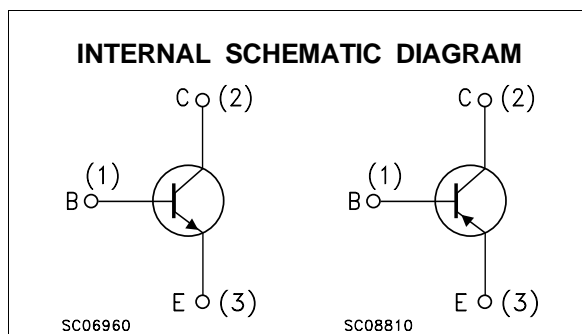 INTERNAL SCHEMATIC DIAGRAM
C (2)
C (2)
(1)
(1)
B
B
E (3)
E (3)
SC06960
SC08810